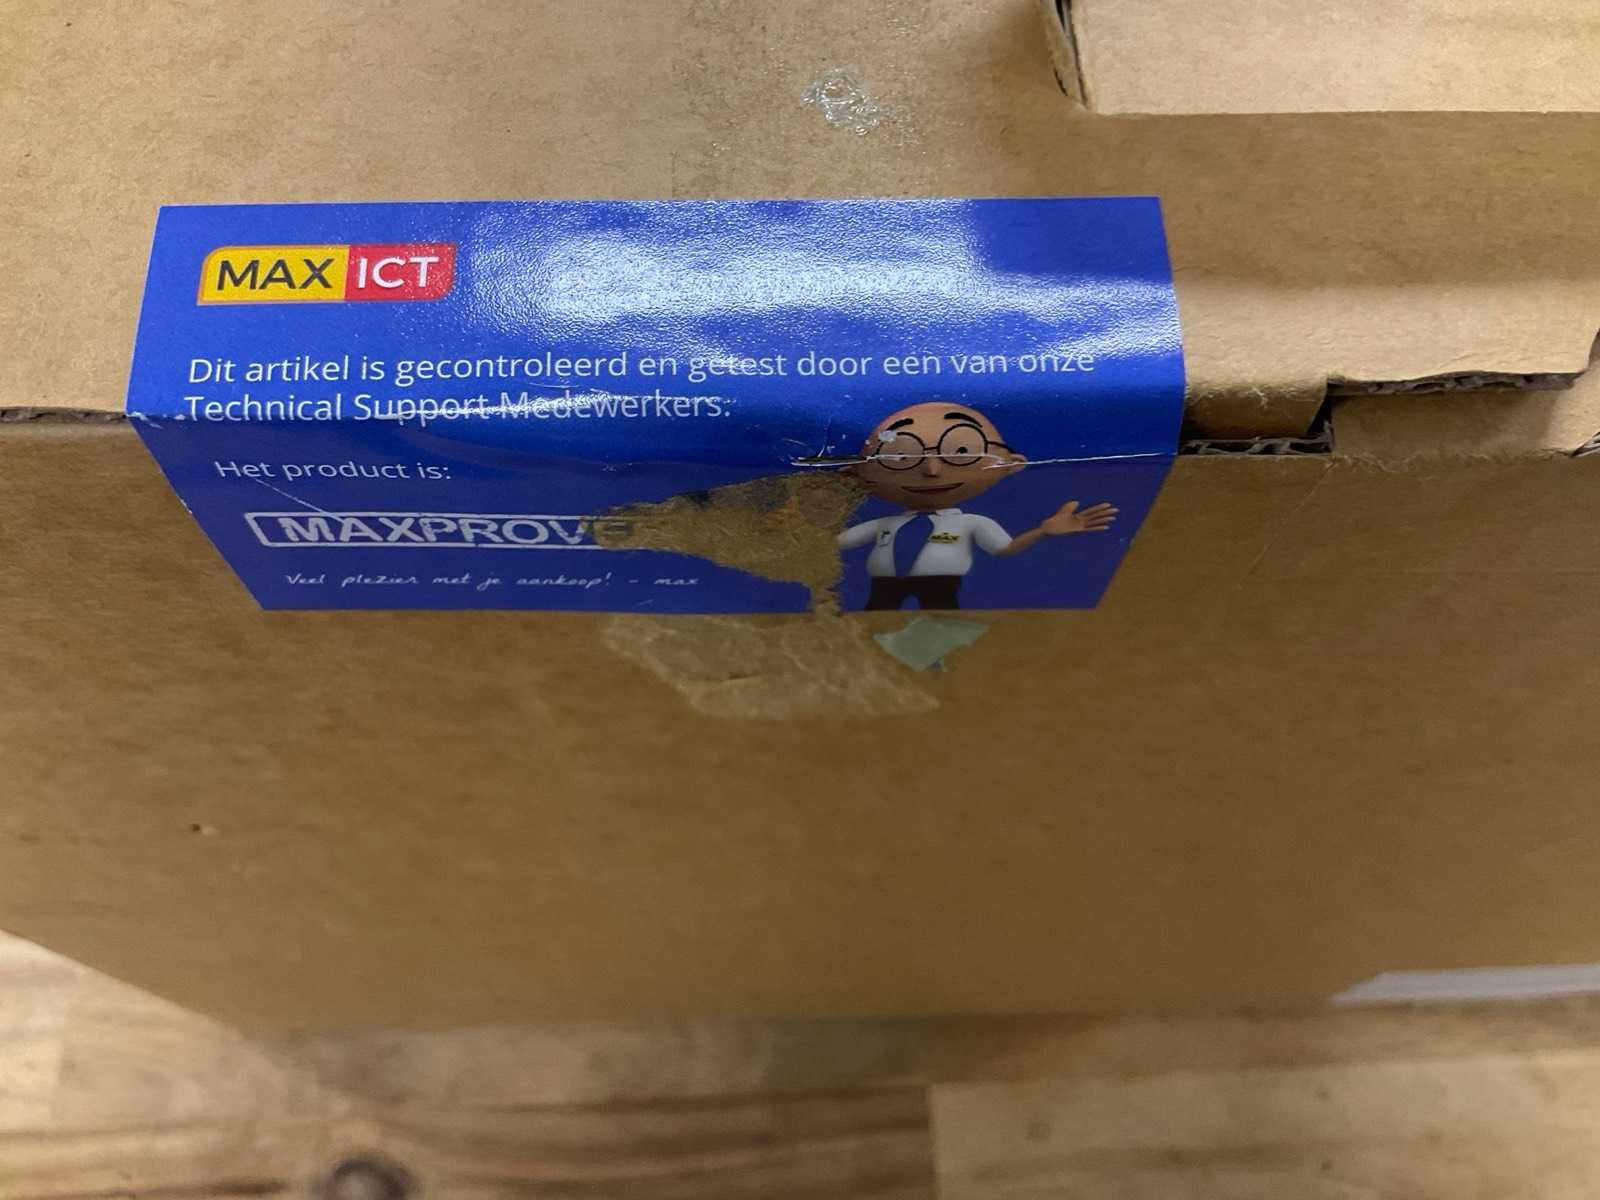 MAX ICT
Dit artikel is gecontroleerd en getest door een van onze
Technical Support Medewerkers.
Het product is:
MAXPROVE
Veel plezier met je aankoop! - max
MAX